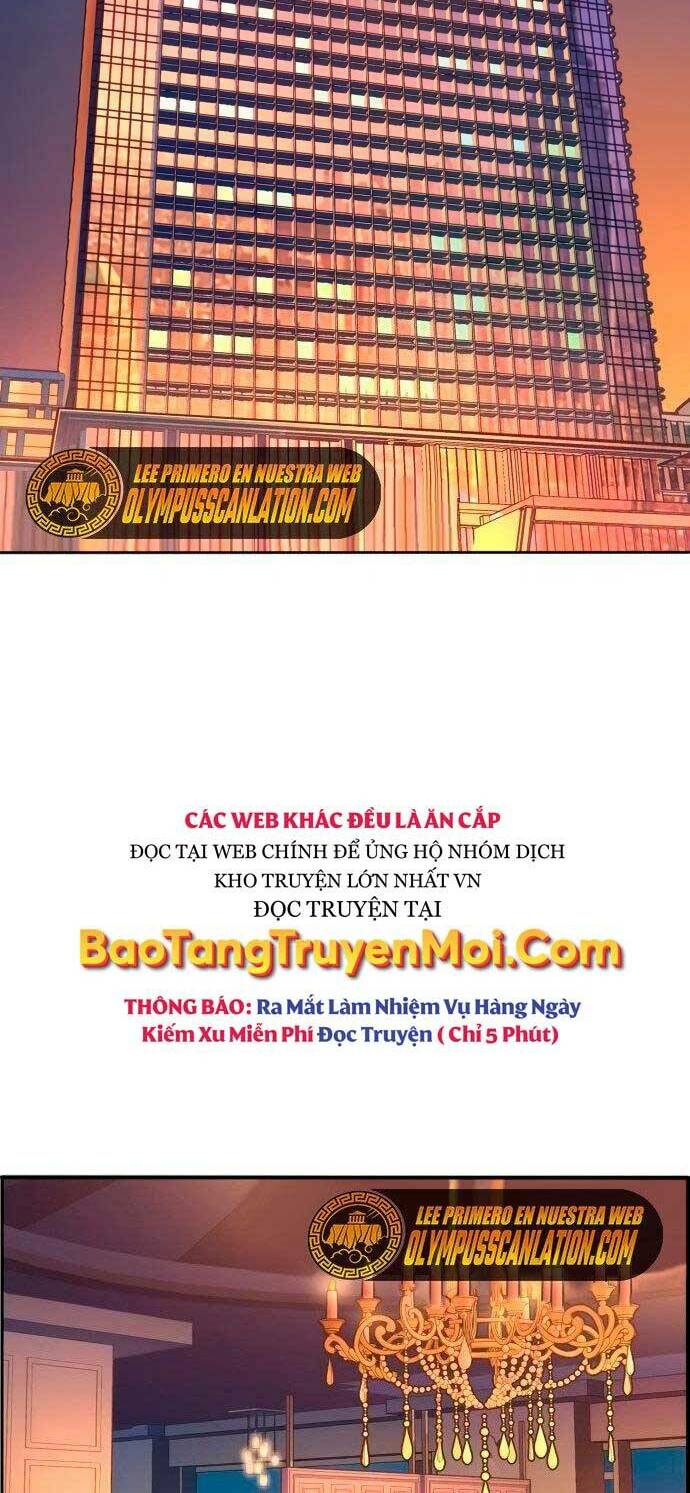 LEE PRIMERO EN NUESTRA WEB
OLYMPUSSCANLATION.COM
CÁC WEB KHÁC ĐỀU LÀ ĂN CẮP
ĐỌC TẠI WEB CHÍNH ĐỂ ỦNG HỘ NHÓM DỊCH
KHO TRUYỆN LỚN NHẤT VN
ĐỌC TRUYỆN TẠI
BaoTangTruyenMoi.Com
THÔNG BÁO: Ra Mắt Làm Nhiệm Vụ Hàng Ngày
Kiếm Xu Miễn Phí Đọc Truyện ( Chỉ 5 Phút)
LEE PRIMERO EN NUESTRA WEB
OLYMPUSSCANLATION.COM